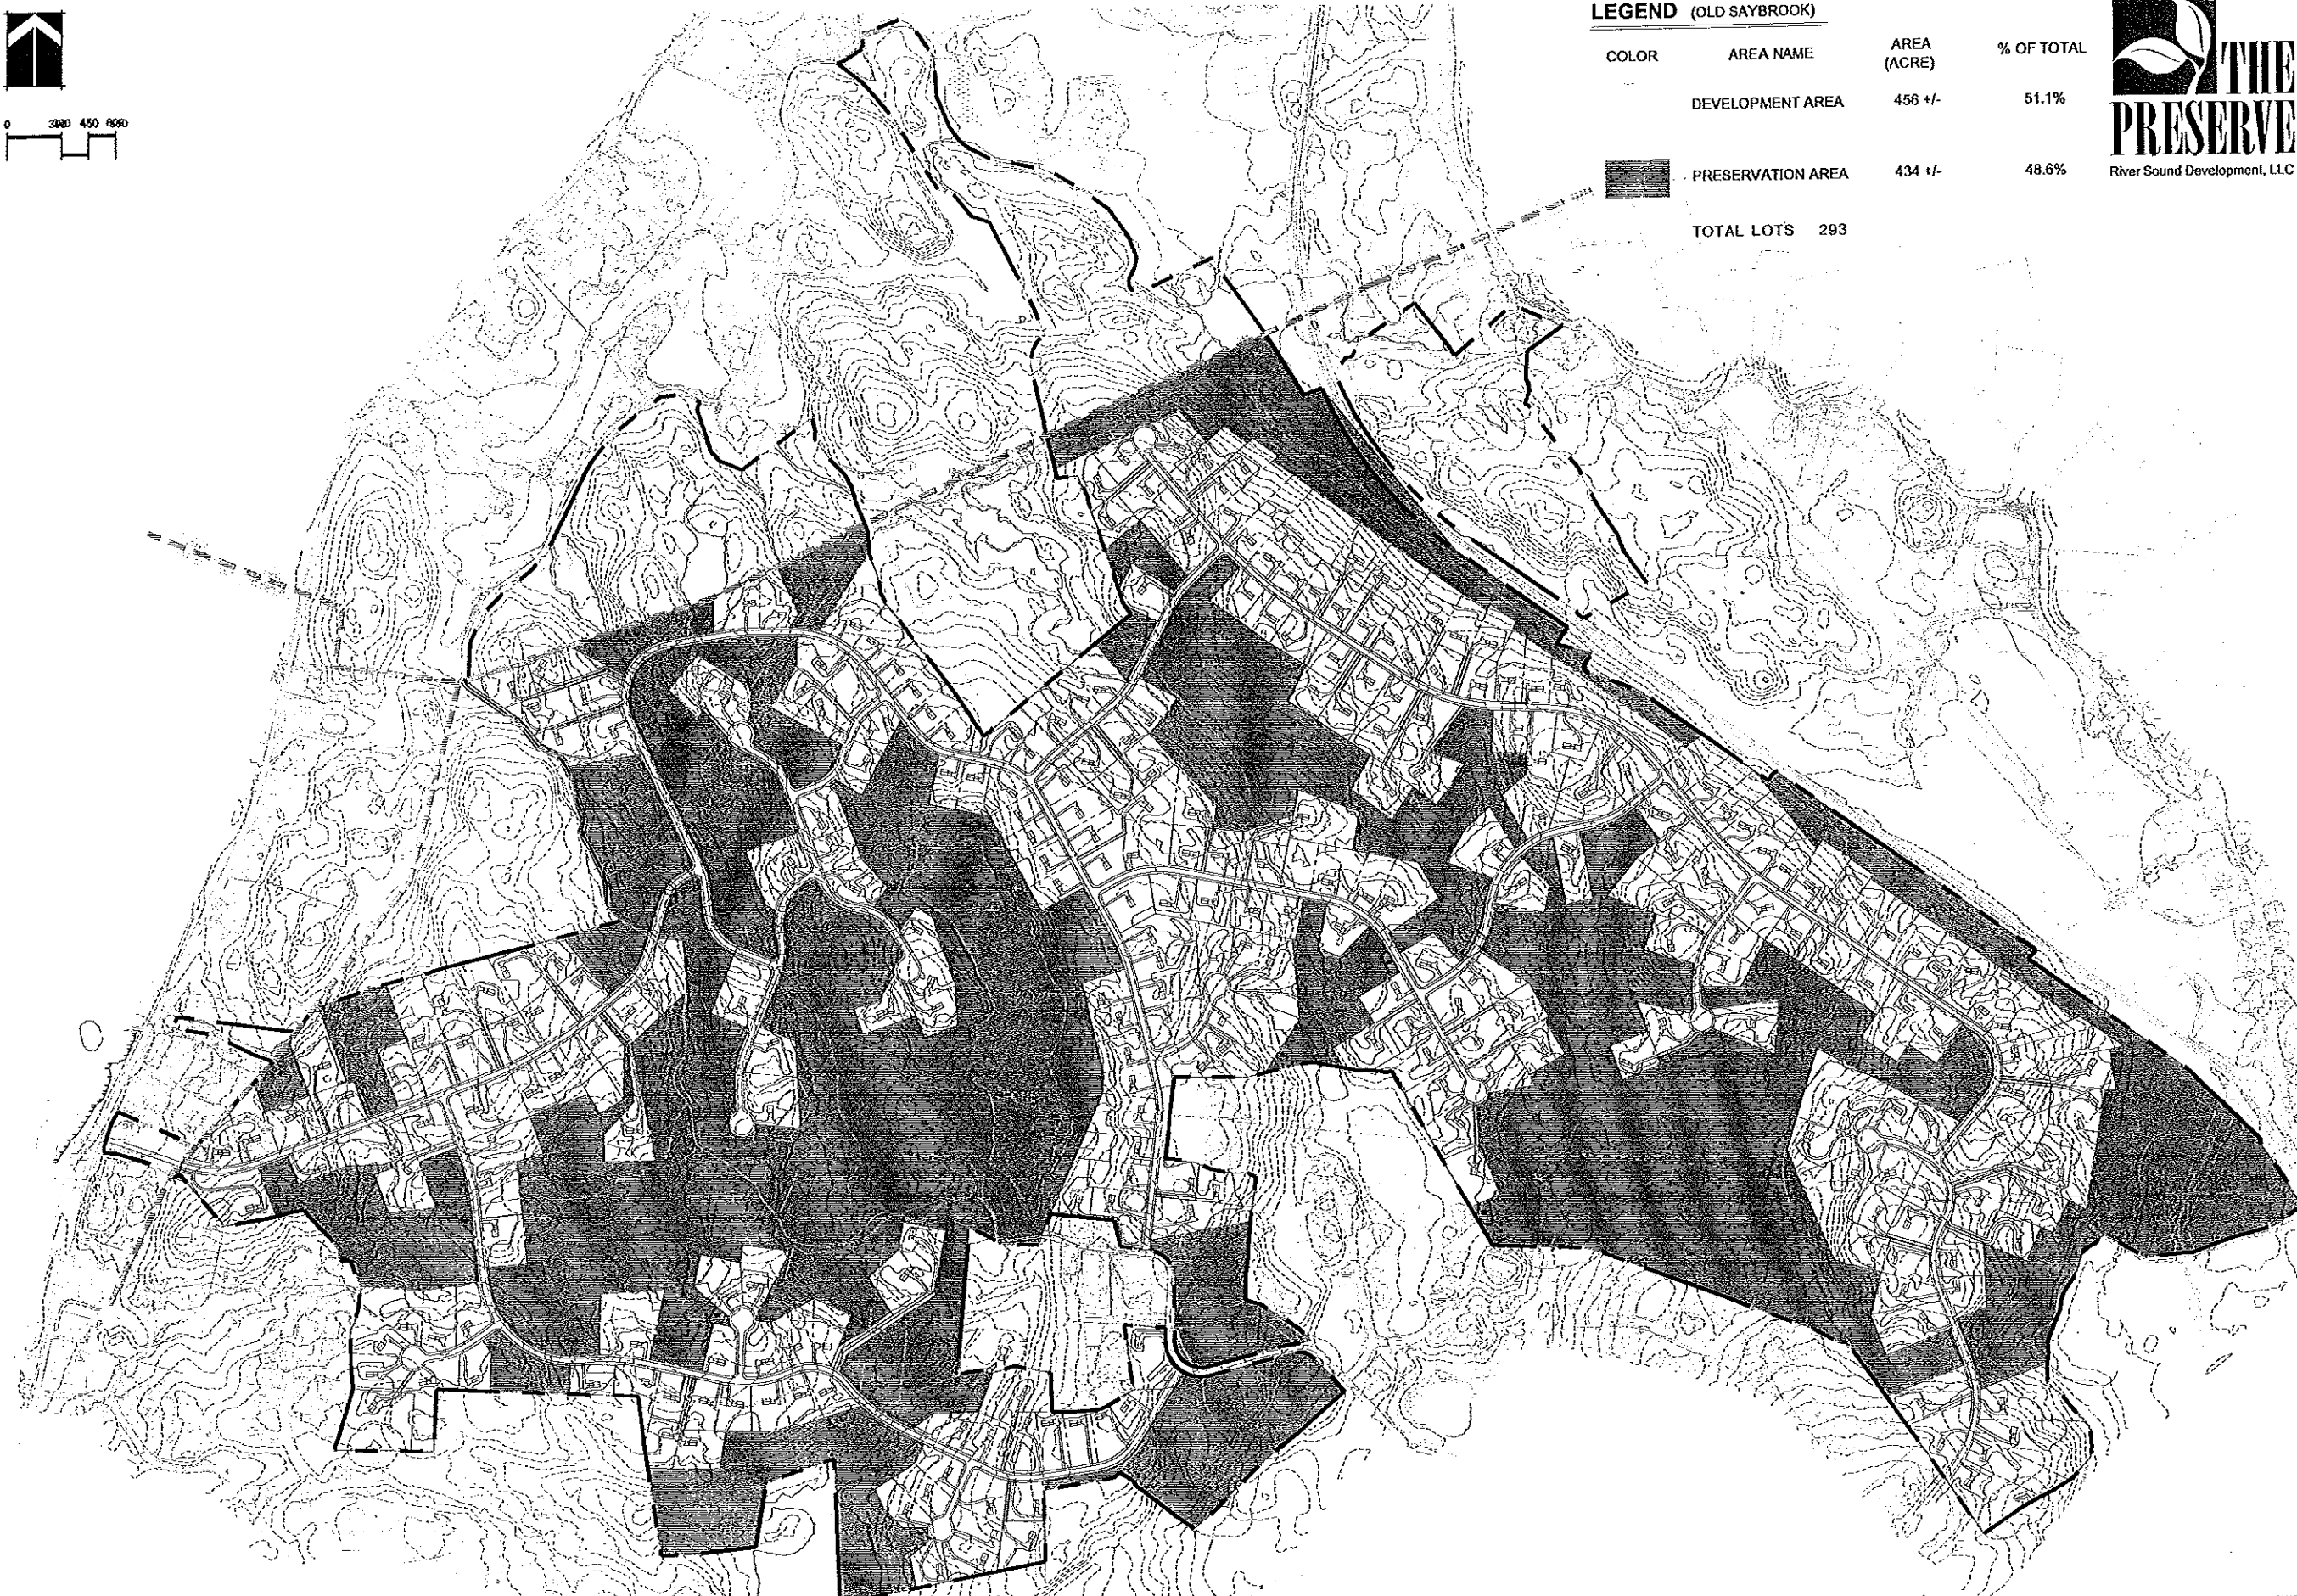 LEGEND (OLD SAYBROOK)
COLOR AREA NAME AREA (ACRE) % OF TOTAL
DEVELOPMENT AREA 456 +/- 51.1%
PRESERVATION AREA 434 +/- 48.6%
TOTAL LOTS 293
THE
PRESERVE
River Sound Development, LLC
0 450